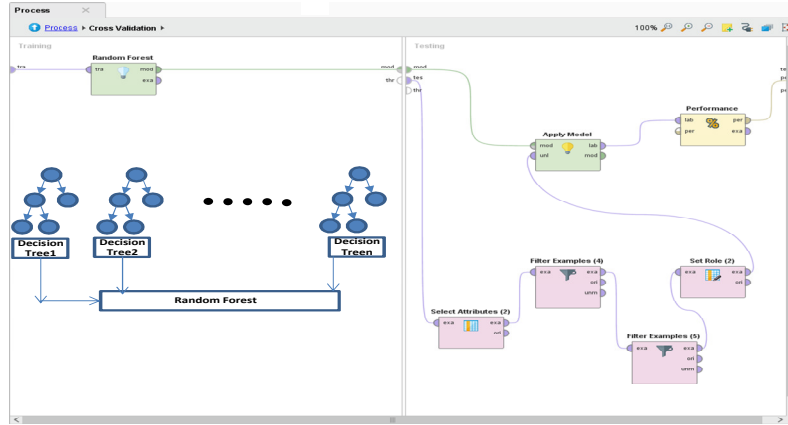 Process
Process ▸ Cross Validation ▸
100%
Training
Testing
tra
Random Forest
tra mod
exa
mod
thr
mod
tes
thr
Performance
lab per
per exa
Apply Model
mod lab
unl mod
Decision
Tree1
Decision
Tree2
Decision
Treen
Random Forest
Filter Examples (4)
exa exa
ori
unm
Set Role (2)
exa exa
ori
Select Attributes (2)
exa exa
ori
Filter Examples (5)
exa exa
ori
unm